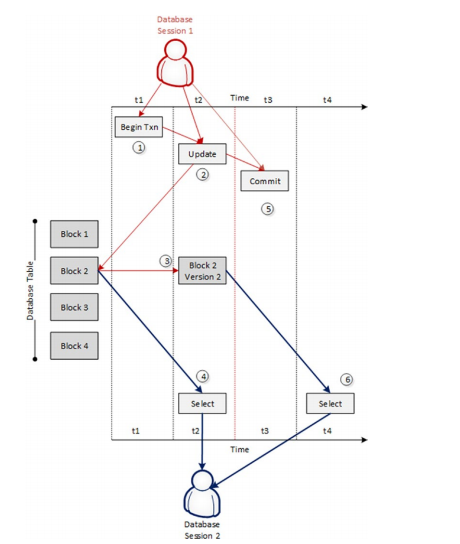 Database
Session 1
t1
t2
Time
t3
t4
Begin Txn
1
Update
2
Commit
5
Database Table
Block 1
Block 2
3
Block 2
Version 2
Block 3
Block 4
4
6
Select
Select
t1
t2
t3
t4
Time
Database
Session 2